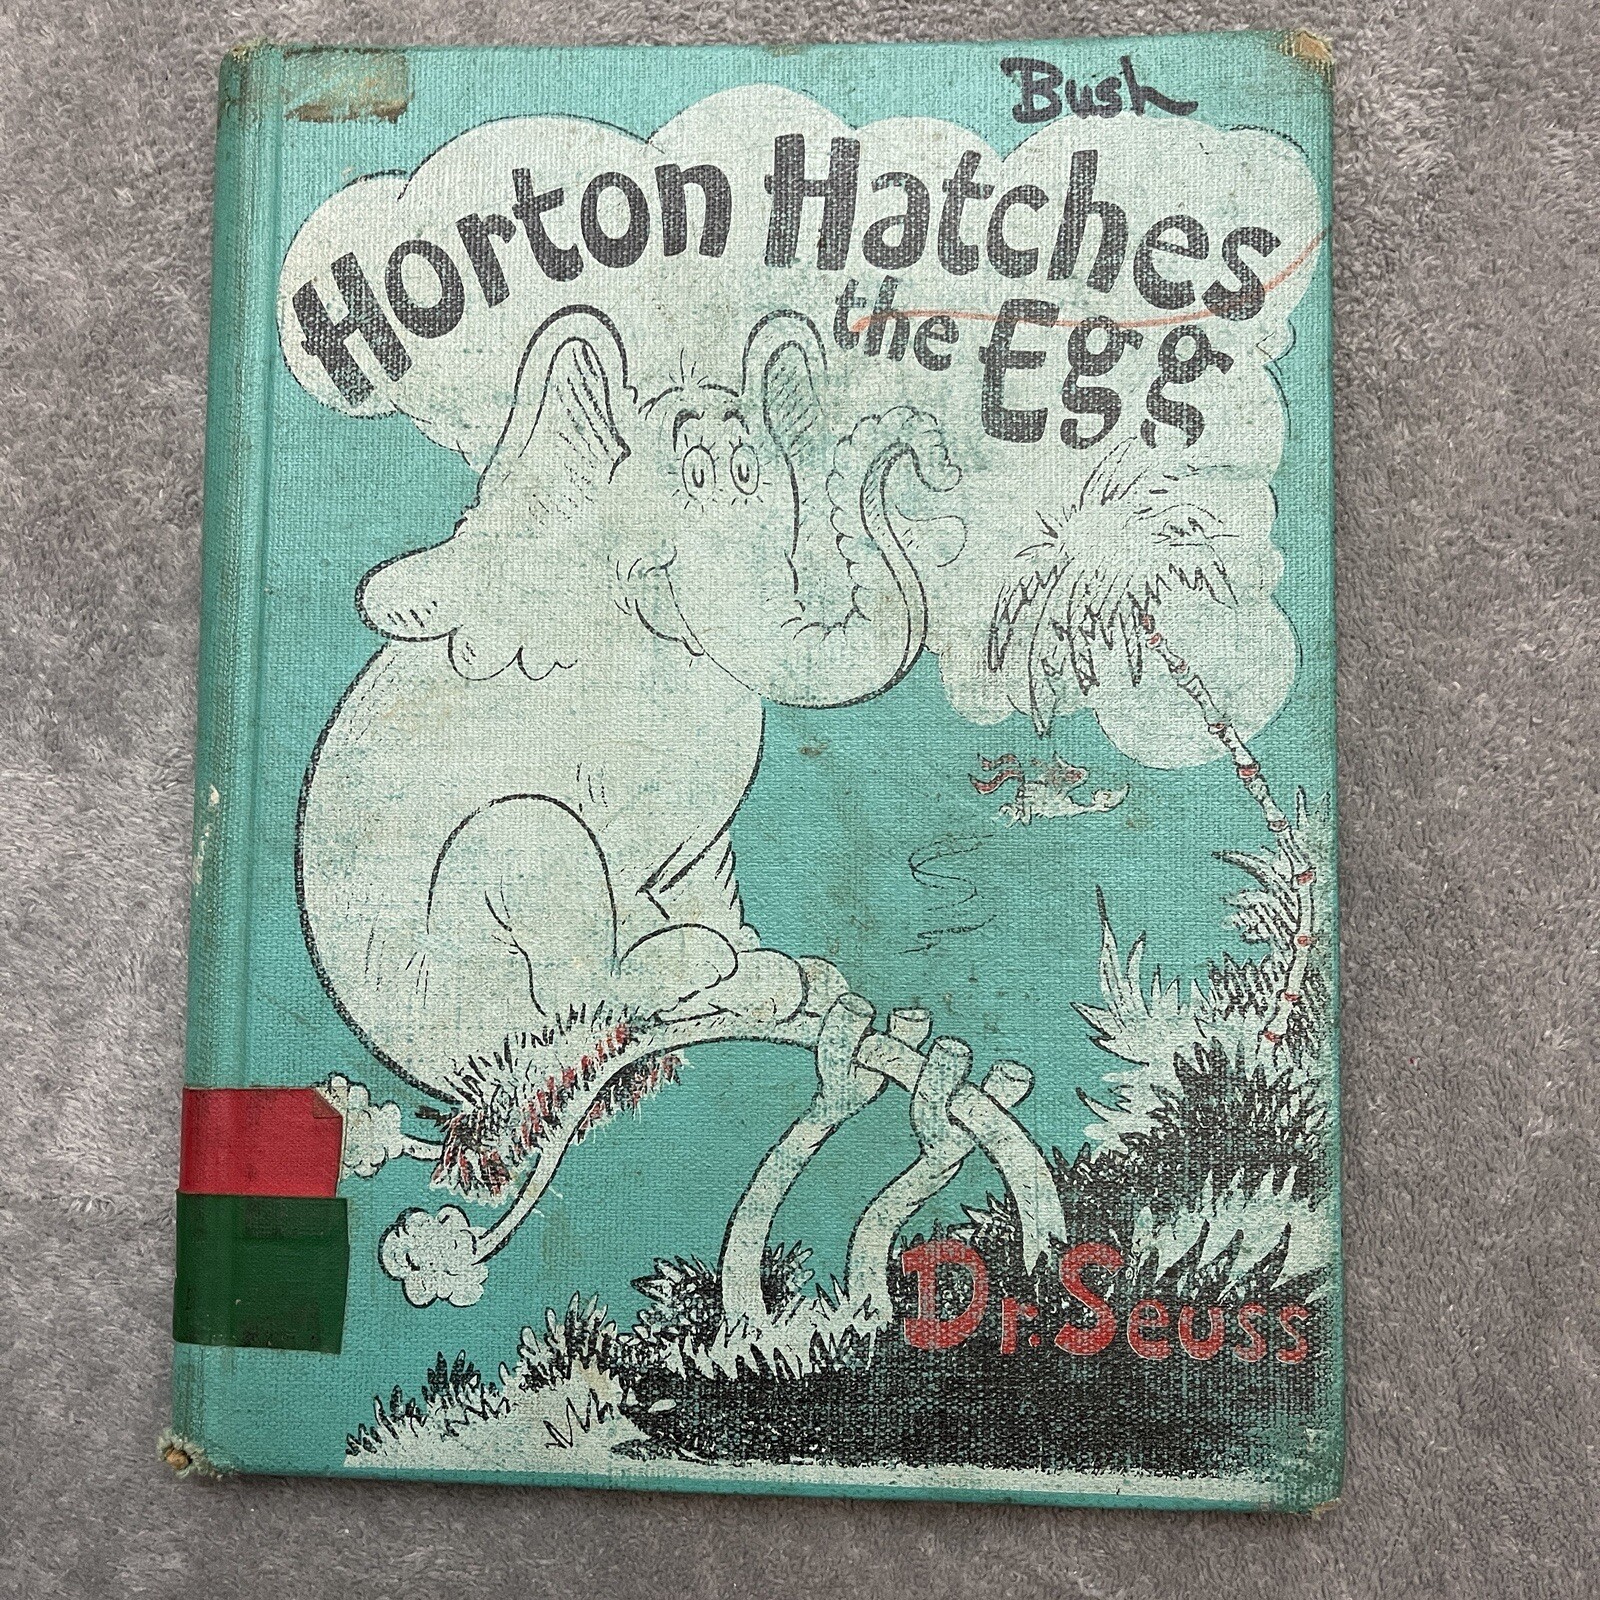 Bush
Horton Hatches
the Egg
Dr. Seuss